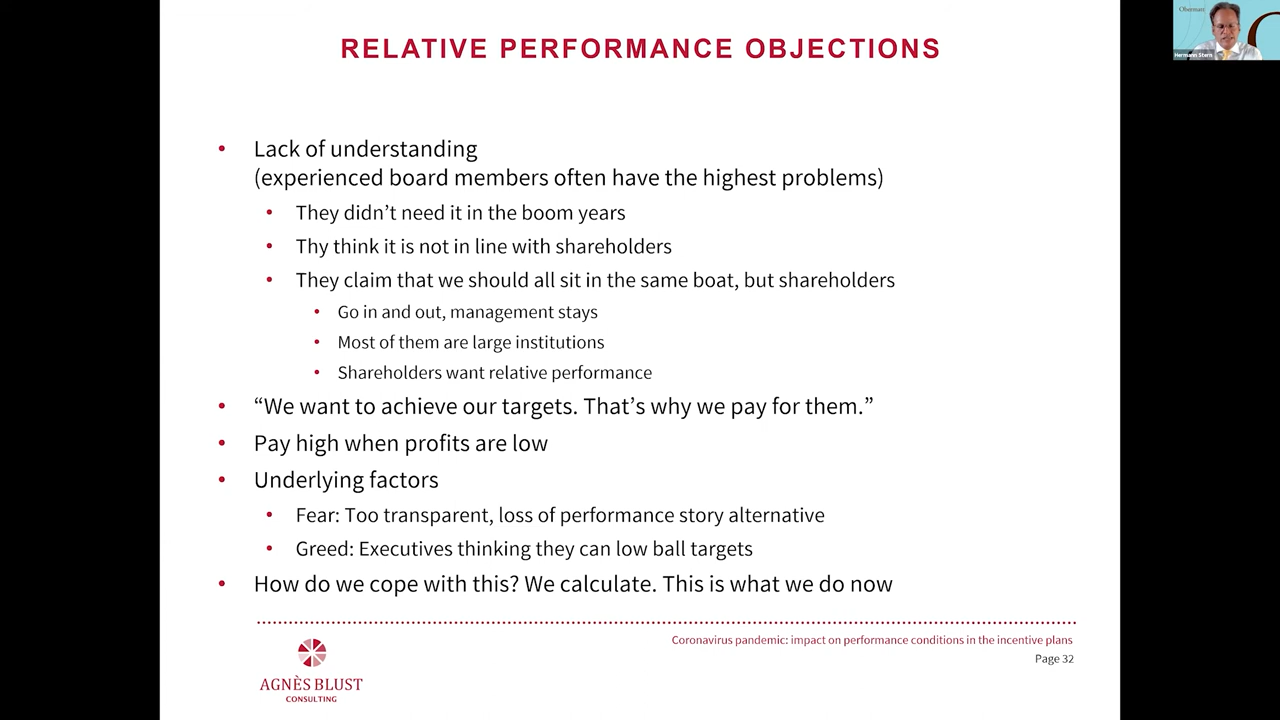 RELATIVE PERFORMANCE OBJECTIONS
Obermatt
Hermann Stern
• Lack of understanding
(experienced board members often have the highest problems)
• They didn't need it in the boom years
• Thy think it is not in line with shareholders
• They claim that we should all sit in the same boat, but shareholders
• Go in and out, management stays
• Most of them are large institutions
• Shareholders want relative performance
• “We want to achieve our targets. That's why we pay for them.”
• Pay high when profits are low
• Underlying factors
• Fear: Too transparent, loss of performance story alternative
• Greed: Executives thinking they can low ball targets
• How do we cope with this? We calculate. This is what we do now
Coronavirus pandemic: impact on performance conditions in the incentive plans
Page 32
AGNÈS BLUST
CONSULTING